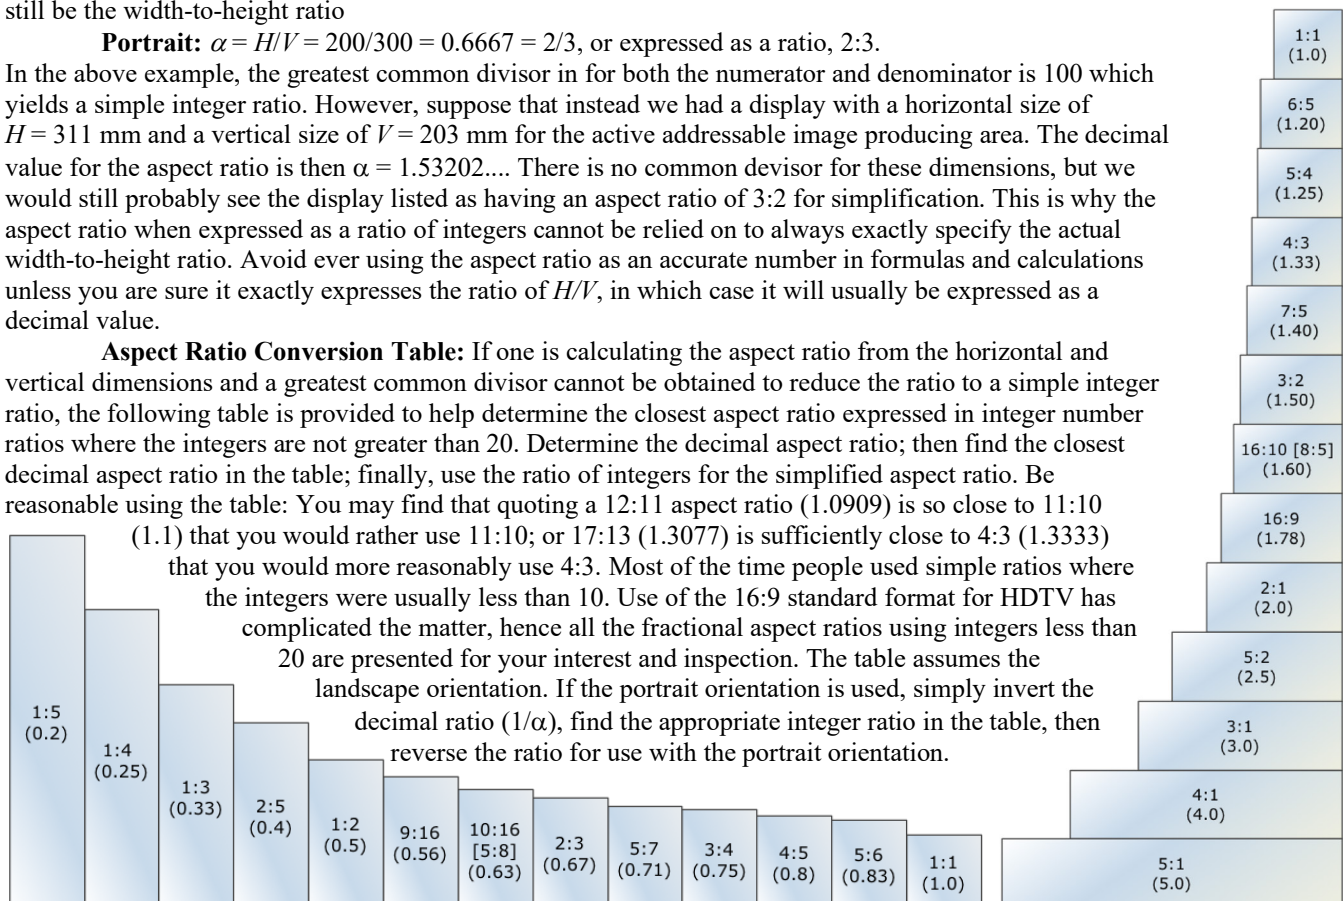 still be the width-to-height ratio
Portrait: α = H/V = 200/300 = 0.6667 = 2/3, or expressed as a ratio, 2:3.
In the above example, the greatest common divisor in for both the numerator and denominator is 100 which
yields a simple integer ratio. However, suppose that instead we had a display with a horizontal size of
H = 311 mm and a vertical size of V = 203 mm for the active addressable image producing area. The decimal
value for the aspect ratio is then α = 1.53202.... There is no common devisor for these dimensions, but we
would still probably see the display listed as having an aspect ratio of 3:2 for simplification. This is why the
aspect ratio when expressed as a ratio of integers cannot be relied on to always exactly specify the actual
width-to-height ratio. Avoid ever using the aspect ratio as an accurate number in formulas and calculations
unless you are sure it exactly expresses the ratio of H/V, in which case it will usually be expressed as a
decimal value.
Aspect Ratio Conversion Table: If one is calculating the aspect ratio from the horizontal and
vertical dimensions and a greatest common divisor cannot be obtained to reduce the ratio to a simple integer
ratio, the following table is provided to help determine the closest aspect ratio expressed in integer number
ratios where the integers are not greater than 20. Determine the decimal aspect ratio; then find the closest
decimal aspect ratio in the table; finally, use the ratio of integers for the simplified aspect ratio. Be
reasonable using the table: You may find that quoting a 12:11 aspect ratio (1.0909) is so close to 11:10
(1.1) that you would rather use 11:10; or 17:13 (1.3077) is sufficiently close to 4:3 (1.3333)
that you would more reasonably use 4:3. Most of the time people used simple ratios where
the integers were usually less than 10. Use of the 16:9 standard format for HDTV has
complicated the matter, hence all the fractional aspect ratios using integers less than
20 are presented for your interest and inspection. The table assumes the
landscape orientation. If the portrait orientation is used, simply invert the
decimal ratio (1/α), find the appropriate integer ratio in the table, then
reverse the ratio for use with the portrait orientation.
1:5
(0.2)
1:4
(0.25)
1:3
(0.33)
2:5
(0.4)
1:2
(0.5)
9:16
(0.56)
10:16
[5:8]
(0.63)
2:3
(0.67)
5:7
(0.71)
3:4
(0.75)
4:5
(0.8)
5:6
(0.83)
1:1
(1.0)
1:1
(1.0)
6:5
(1.20)
5:4
(1.25)
4:3
(1.33)
7:5
(1.40)
3:2
(1.50)
16:10 [8:5]
(1.60)
16:9
(1.78)
2:1
(2.0)
5:2
(2.5)
3:1
(3.0)
4:1
(4.0)
5:1
(5.0)